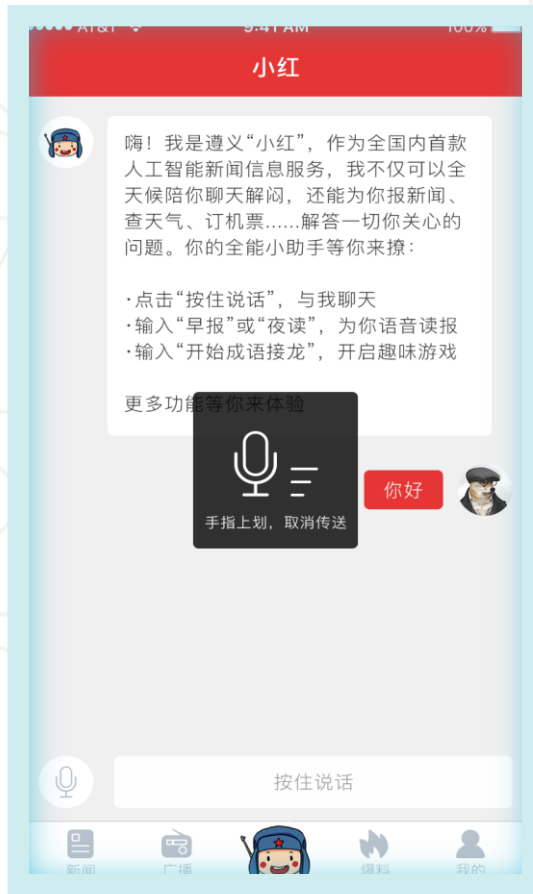 AT&T 9:41 AM 100%
小红
嗨！我是遵义“小红”，作为全国内首款
人工智能新闻信息服务，我不仅可以全
天候陪你聊天解闷，还能为你报新闻、
查天气、订机票......解答一切你关心的
问题。你的全能小助手等你来撩：
·点击“按住说话”，与我聊天
·输入“早报”或“夜读”，为你语音读报
·输入“开始成语接龙”，开启趣味游戏
更多功能等你来体验
你好
手指上划，取消传送
按住说话
新闻 广播 爆料 我的